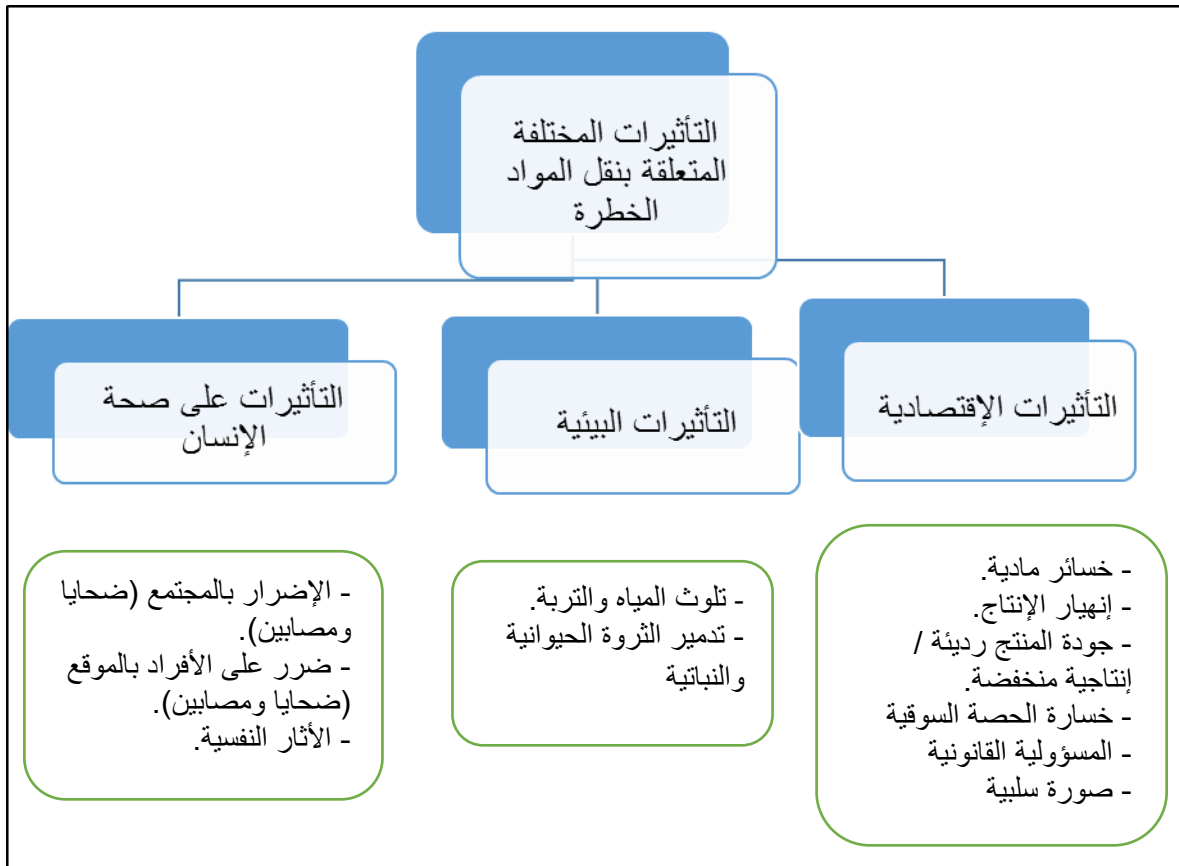 التأثيرات المختلفة
المتعلقة بنقل المواد
الخطرة
التأثيرات الإقتصادية
التأثيرات البيئية
التأثيرات على صحة
الإنسان
- خسائر مادية.
- إنهيار الإنتاج.
- جودة المنتج رديئة /
إنتاجية منخفضة.
- خسارة الحصة السوقية
- المسؤولية القانونية
- صورة سلبية
- تلوث المياه والتربة.
- تدمير الثروة الحيوانية
والنباتية
- الإضرار بالمجتمع (ضحايا
ومصابين).
- ضرر على الأفراد بالموقع
(ضحايا ومصابين).
- الأثار النفسية.